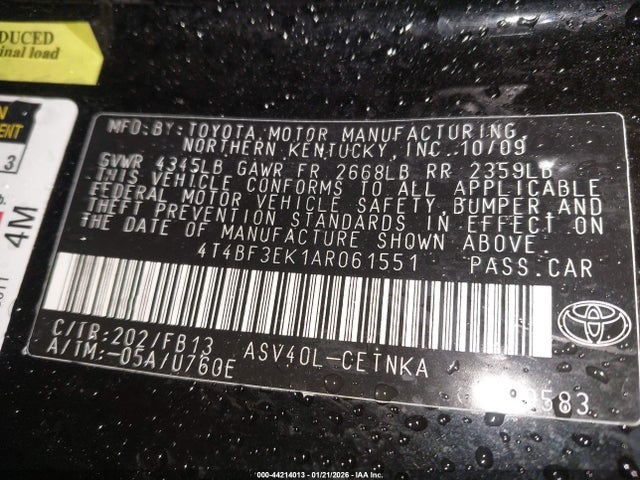 DUCED
inal load
EMENT
3
4M
MFD. BY: TOYOTA MOTOR MANUFACTURING,
NORTHERN KENTUCKY, INC. 10/09
GVWR 4345LB GAWR FR 2668LB RR 2359LB
THIS VEHICLE CONFORMS TO ALL APPLICABLE
FEDERAL MOTOR VEHICLE SAFETY, BUMPER AND
THEFT PREVENTION STANDARDS IN EFFECT ON
THE DATE OF MANUFACTURE SHOWN ABOVE.
4T4BF3EK1AR061551 PASS.CAR
C/TR:202/FB13 ASV40L-CETNKA
A/TM:-05A/U760E
583
000-44214013 - 01/21/2026 - IAA Inc.